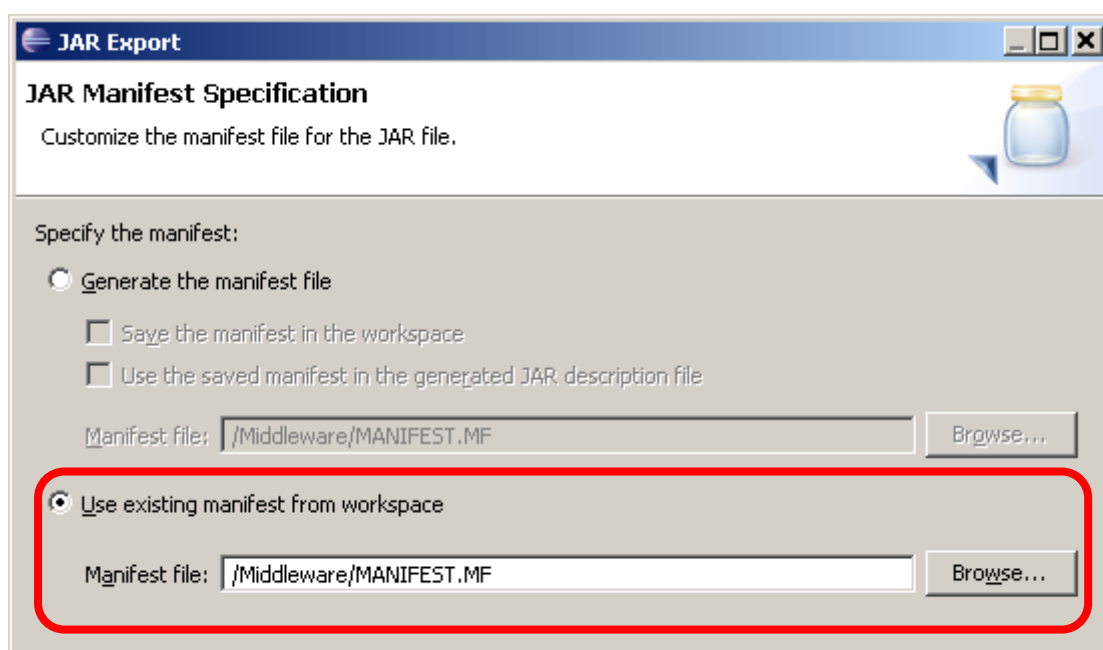 JAR Export
JAR Manifest Specification
Customize the manifest file for the JAR file.
Specify the manifest:
Generate the manifest file
Save the manifest in the workspace
Use the saved manifest in the generated JAR description file
Manifest file: /Middleware/MANIFEST.MF Browse...
Use existing manifest from workspace
Manifest file: /Middleware/MANIFEST.MF Browse...